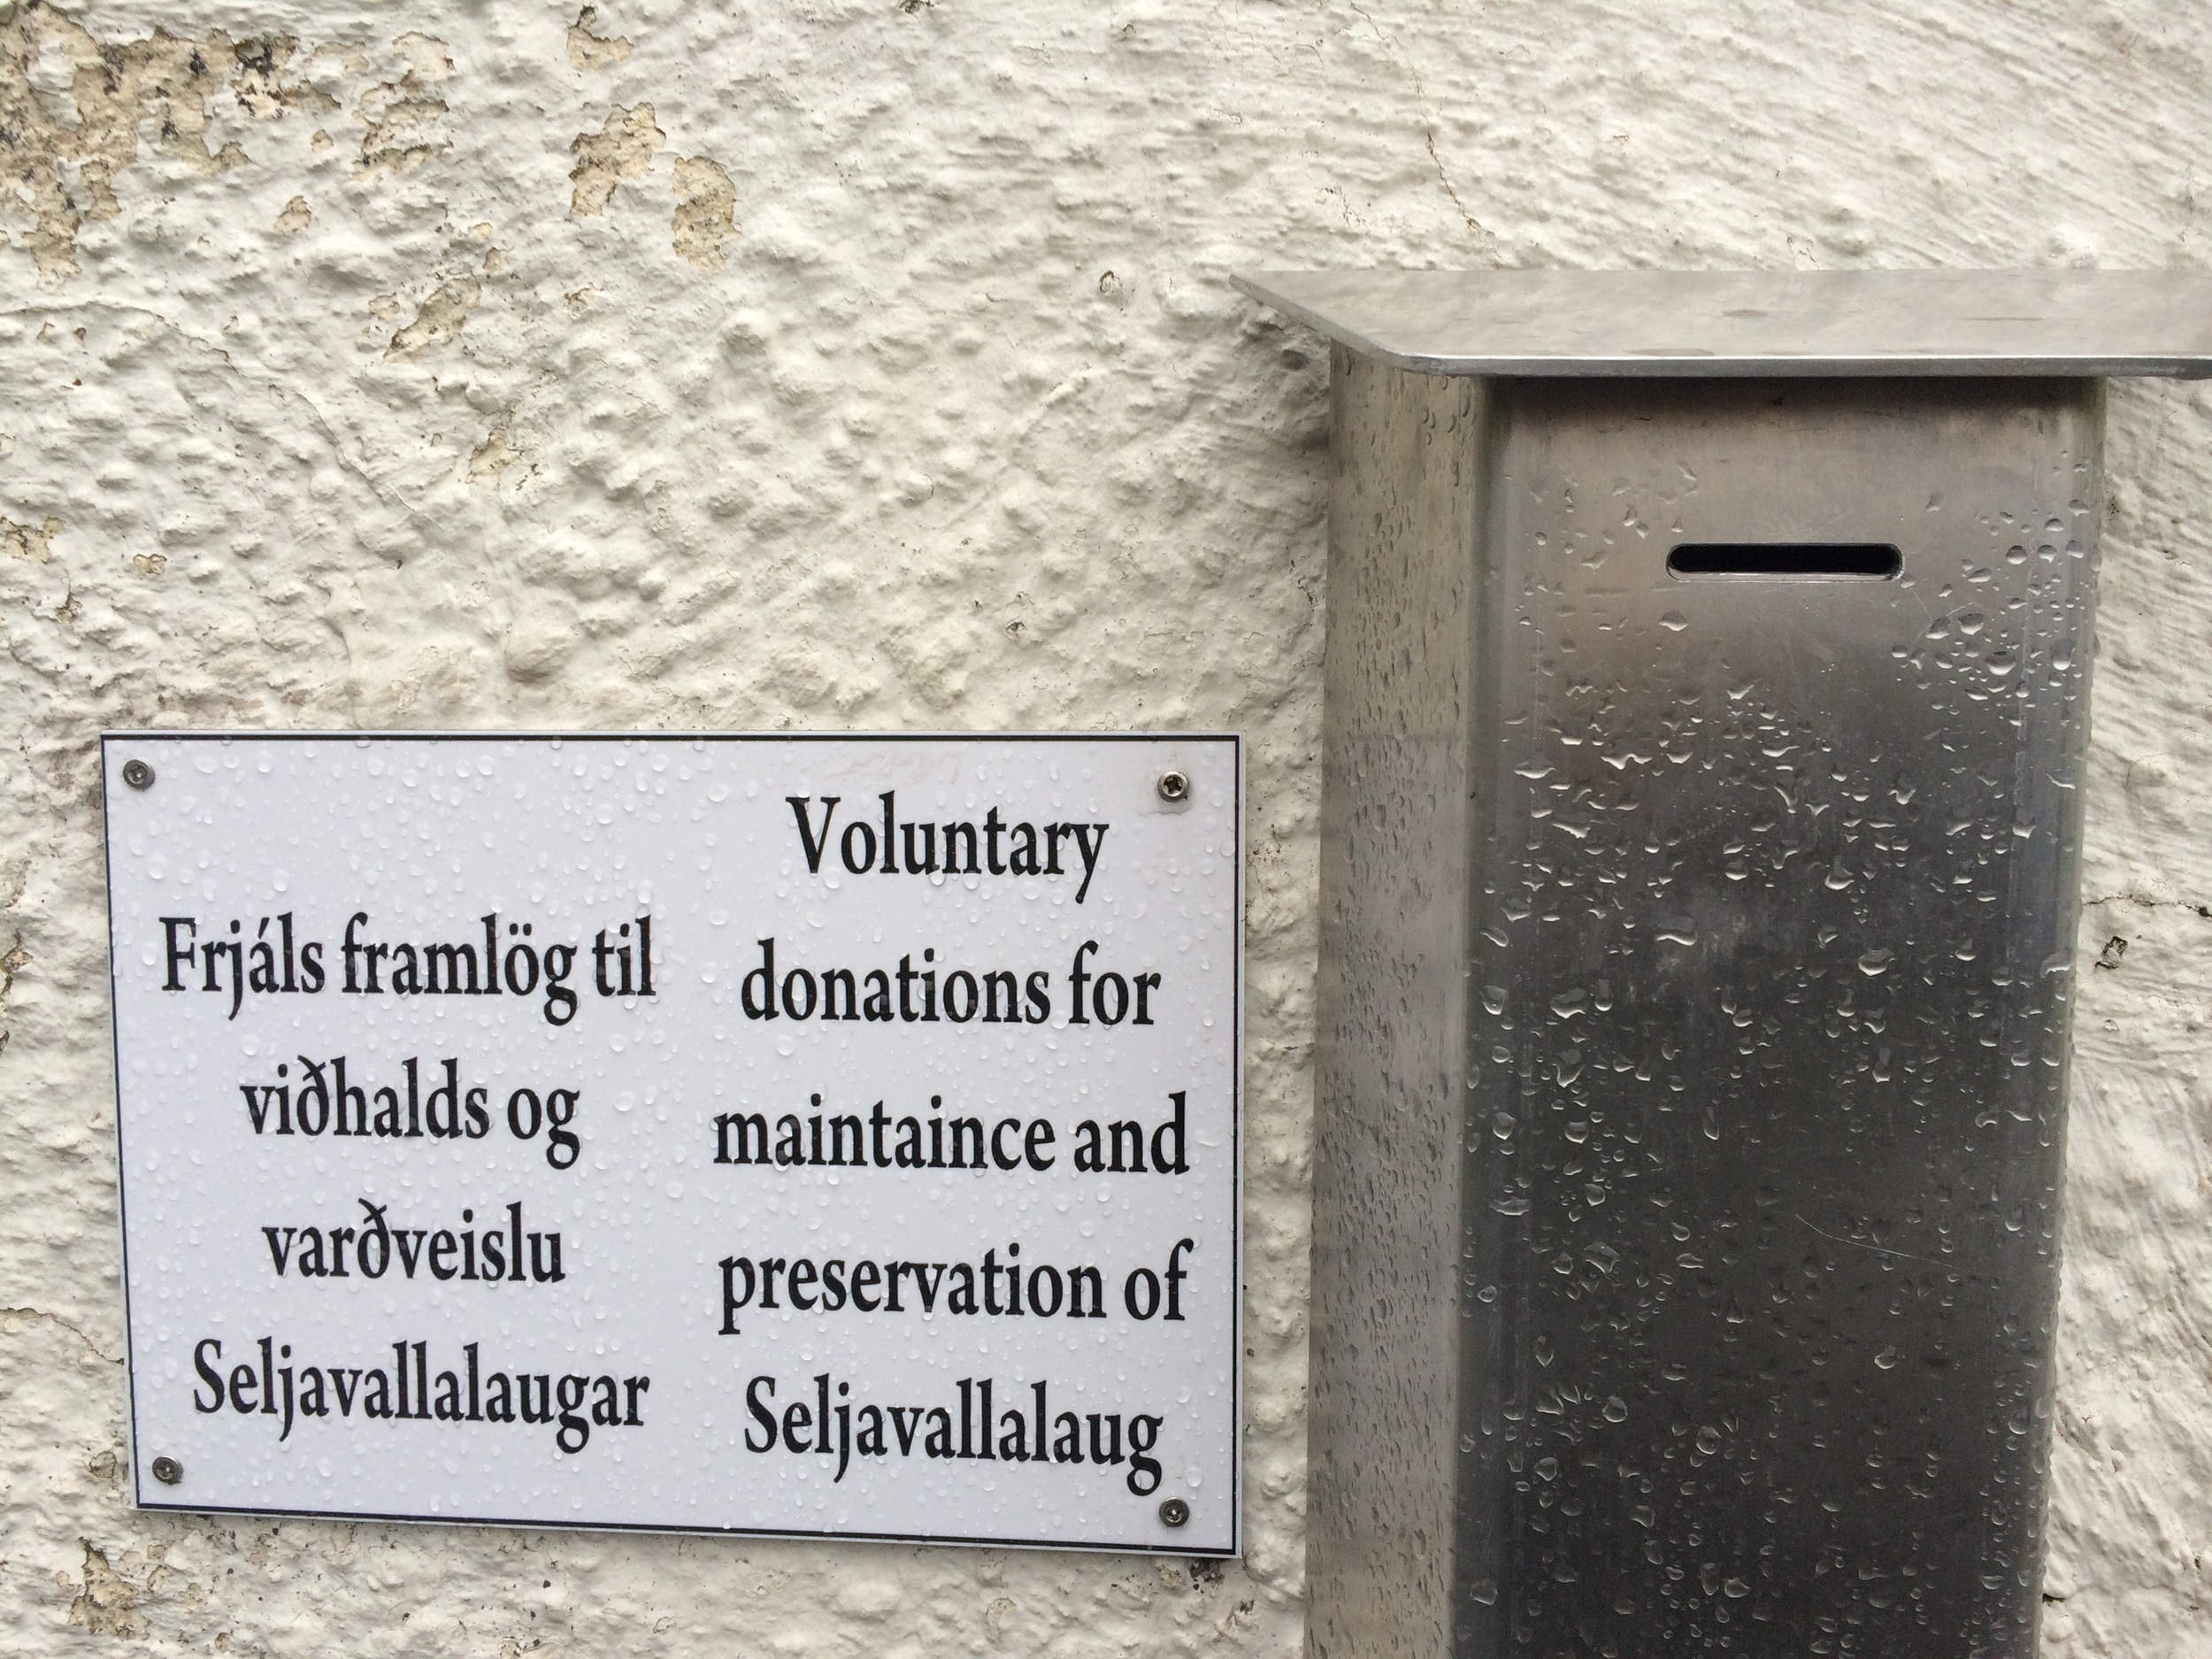 Frjáls framlög til
viðhalds og
varðveislu
Seljavallalaugar
Voluntary
donations for
maintaince and
preservation of
Seljavallalaug